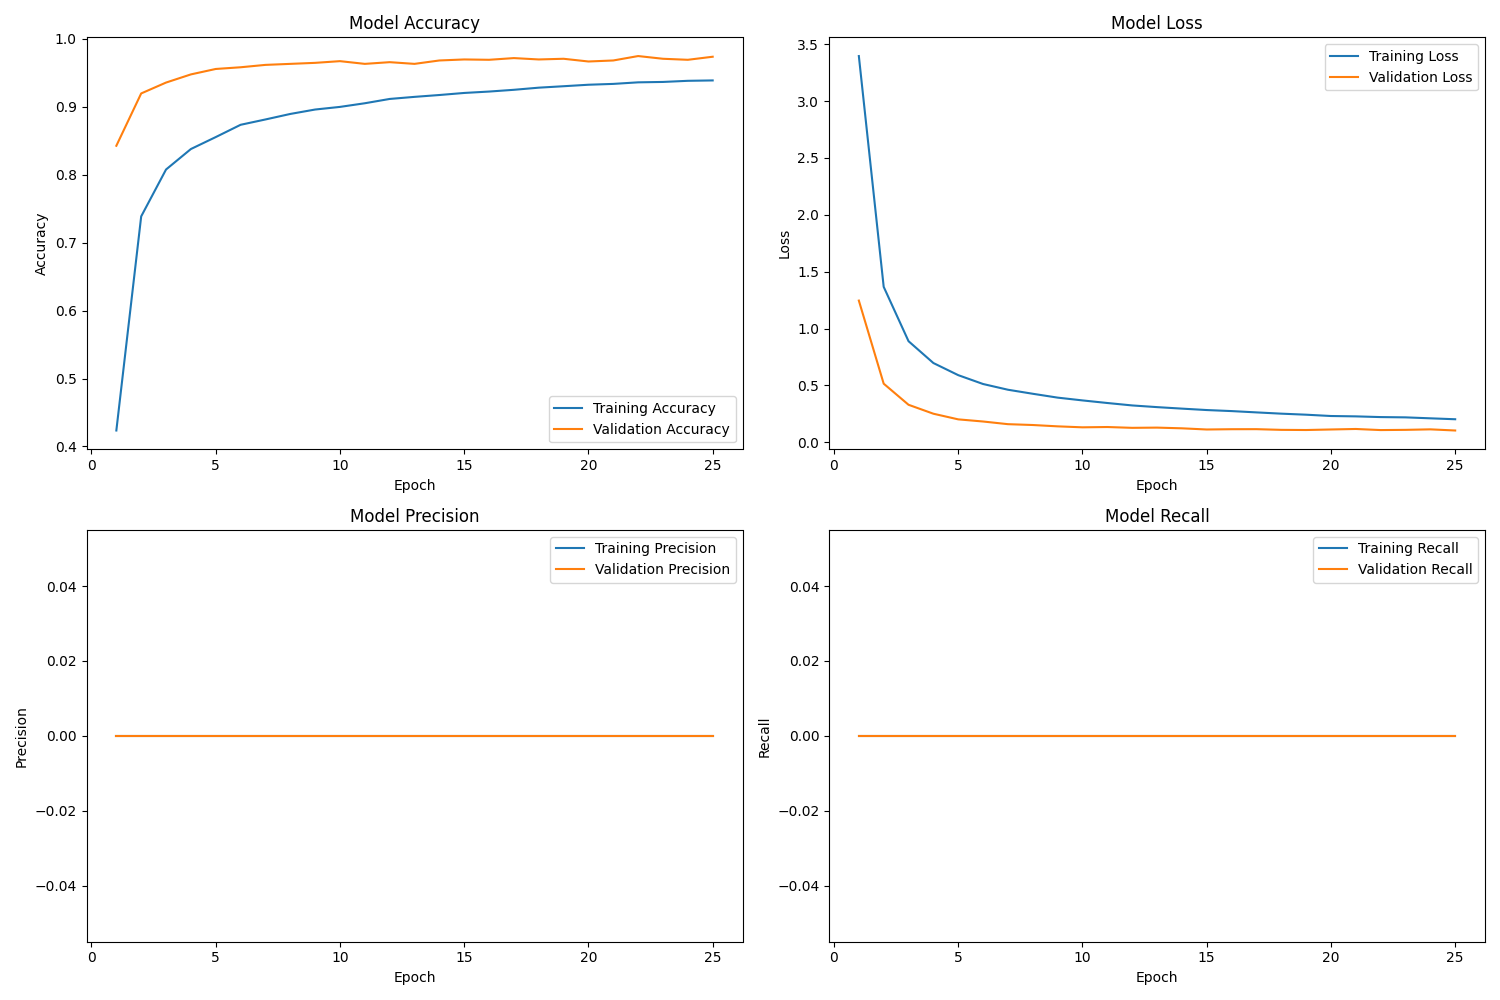 Model Accuracy
1.0
0.9
0.8
0.7
0.6
0.5
0.4
Accuracy
Training Accuracy
Validation Accuracy
0 5 10 15 20 25
Epoch
Model Loss
3.5
3.0
2.5
2.0
1.5
1.0
0.5
0.0
Loss
Training Loss
Validation Loss
0 5 10 15 20 25
Epoch
Model Precision
0.04
0.02
0.00
−0.02
−0.04
Precision
Training Precision
Validation Precision
0 5 10 15 20 25
Epoch
Model Recall
0.04
0.02
0.00
−0.02
−0.04
Recall
Training Recall
Validation Recall
0 5 10 15 20 25
Epoch